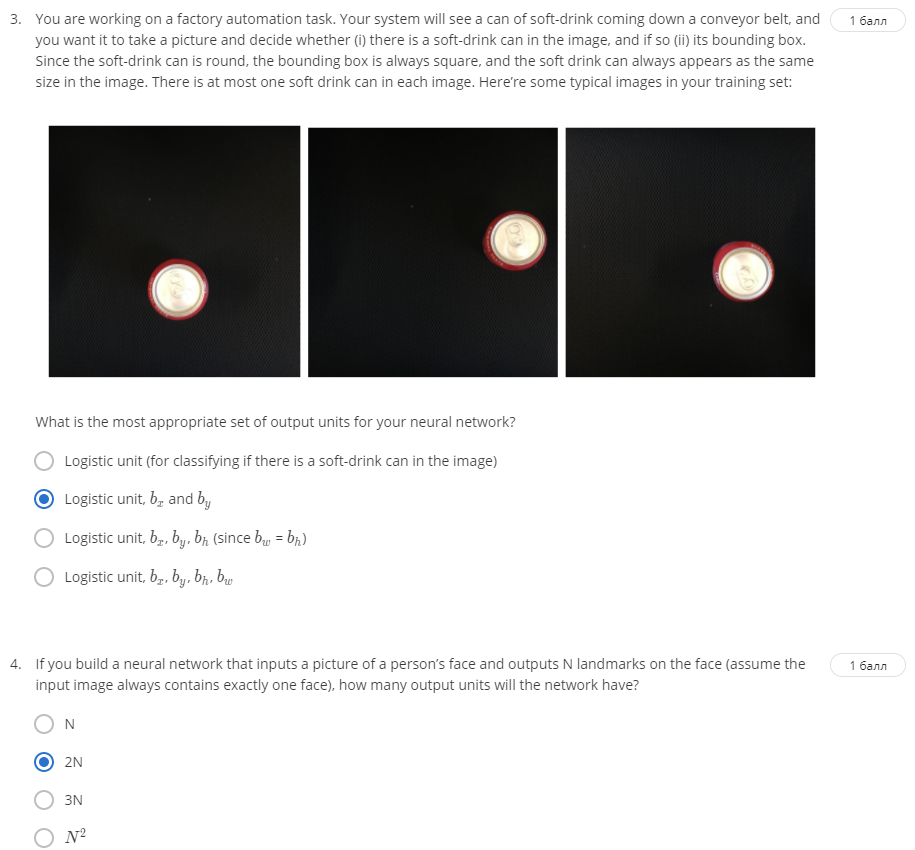 3. You are working on a factory automation task. Your system will see a can of soft-drink coming down a conveyor belt, and
1 балл
you want it to take a picture and decide whether (i) there is a soft-drink can in the image, and if so (ii) its bounding box.
Since the soft-drink can is round, the bounding box is always square, and the soft drink can always appears as the same
size in the image. There is at most one soft drink can in each image. Here're some typical images in your training set:
What is the most appropriate set of output units for your neural network?
Logistic unit (for classifying if there is a soft-drink can in the image)
Logistic unit, bₓ and b_y
Logistic unit, bₓ, b_y, bₕ (since b_w = bₕ)
Logistic unit, bₓ, b_y, bₕ, b_w
4. If you build a neural network that inputs a picture of a person's face and outputs N landmarks on the face (assume the
1 балл
input image always contains exactly one face), how many output units will the network have?
N
2N
3N
N²